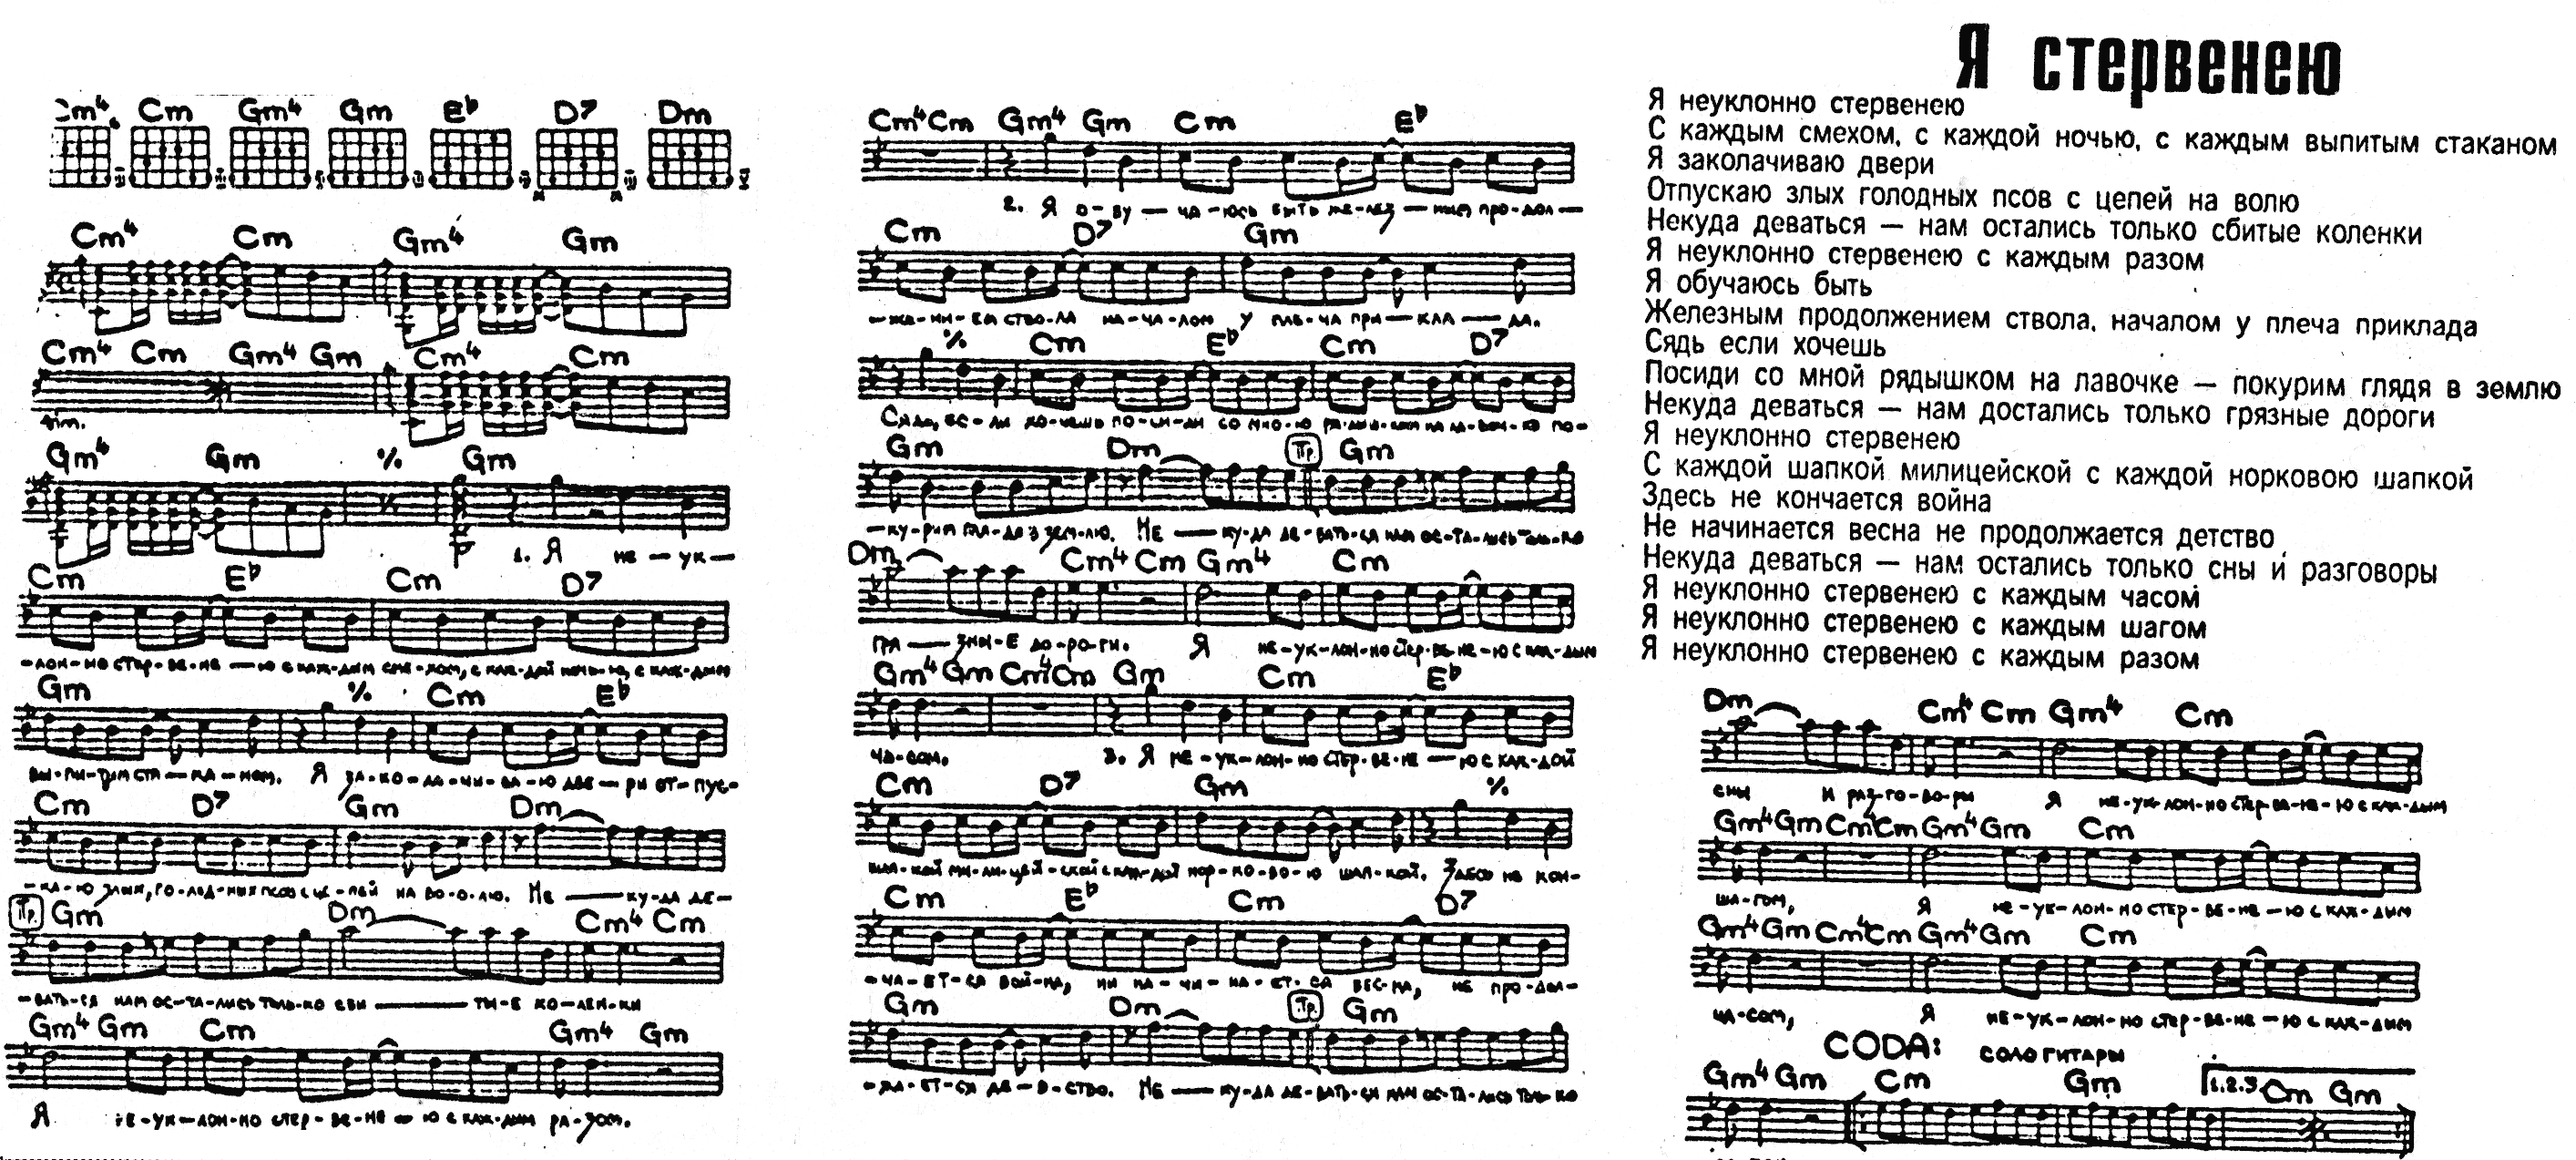 Cm Gm4 Gm E♭ D7 Dm
Cm4 Cm Gm4 Gm
Cm4 Cm Gm4 Gm Cm4 Cm
sim.
Gm4 Gm % Gm
1. Я не — ук —
Cm E♭ Cm D7
-лон-но стер-ве-не — ю с каж-дым сме-хом, с каж-дой ночь-ю, с каж-дым
Gm % Cm E♭
вы-пи-тым ста — ка — ном. Я за-ко-ла-чи-ва-ю две — ри от-пус-
Cm D7 Gm Dm
-ка-ю злых, го-лод-ных псов с це-пей на во-о-лю. Не — ку-да де-
Пр. Gm Dm Cm4 Cm
-вать-ся нам ос-та-лись толь-ко сби — ты-е ко-лен-ки
Gm4 Gm Cm Gm4 Gm
Я не-ук-лон-но стер-ве-не — ю с каж-дым ра-зом.
Cm4 Cm Gm4 Gm Cm E♭
2. Я о-бу — ча-юсь быть же-лез — ным про-дол —
Cm D7 Gm
-же-ни-ем ство-ла на-ча-лом у пле-ча при — кла — да.
% Cm E♭ Cm D7
Сядь, ес-ли хо-чешь по-си-ди со мно-ю ря-дыш-ком на ла-воч-ке по-
Gm Dm Пр. Gm
-ку-рим гля-дя в зем-лю. Не — ку-да де-вать-ся нам ос-та-лись толь-ко
Dm Cm4 Cm Gm4 Cm
гря — зны-е до-ро-ги. Я не-ук-лон-но стер-ве-не-ю с каж-дым
Gm4 Gm Cm4 Cm Gm Cm E♭
ча-сом. 3. Я не-ук-лон-но стер-ве-не — ю с каж-дой
Cm D7 Gm %
шап-кой ми-ли-цей-ской с каж-дой нор-ко-во-ю шап-кой. Здесь не кон-
Cm E♭ Cm D7
-ча-ет-ся вой-на, ни на-чи-на-ет-ся вес-на, не про-дол-
Gm Dm Пр. Gm
-жа-ет-ся де-т-ство. Не — ку-да де-вать-ся нам ос-та-лись толь-ко
Я стервенею
Я неуклонно стервенею
С каждым смехом, с каждой ночью, с каждым выпитым стаканом
Я заколачиваю двери
Отпускаю злых голодных псов с цепей на волю
Некуда деваться — нам остались только сбитые коленки
Я неуклонно стервенею с каждым разом
Я обучаюсь быть
Железным продолжением ствола, началом у плеча приклада
Сядь если хочешь
Посиди со мной рядышком на лавочке — покурим глядя в землю
Некуда деваться — нам достались только грязные дороги
Я неуклонно стервенею
С каждой шапкой милицейской с каждой норковою шапкой
Здесь не кончается война
Не начинается весна не продолжается детство
Некуда деваться — нам остались только сны и разговоры
Я неуклонно стервенею с каждым часом
Я неуклонно стервенею с каждым шагом
Я неуклонно стервенею с каждым разом
Dm Cm4 Cm Gm4 Cm
сны и раз-го-во-ры Я не-ук-лон-но стер-ве-не-ю с каж-дым
Gm4 Gm Cm4 Cm Gm4 Gm Cm
ша-гом, Я не-ук-лон-но стер-ве-не — ю с каж-дым
Gm4 Gm Cm4 Cm Gm4 Gm Cm
ча-сом, Я не-ук-лон-но стер-ве-не — ю с каж-дым
CODA: СОЛО ГИТАРЫ
Gm4 Gm Cm Gm 1.2.3. Cm Gm